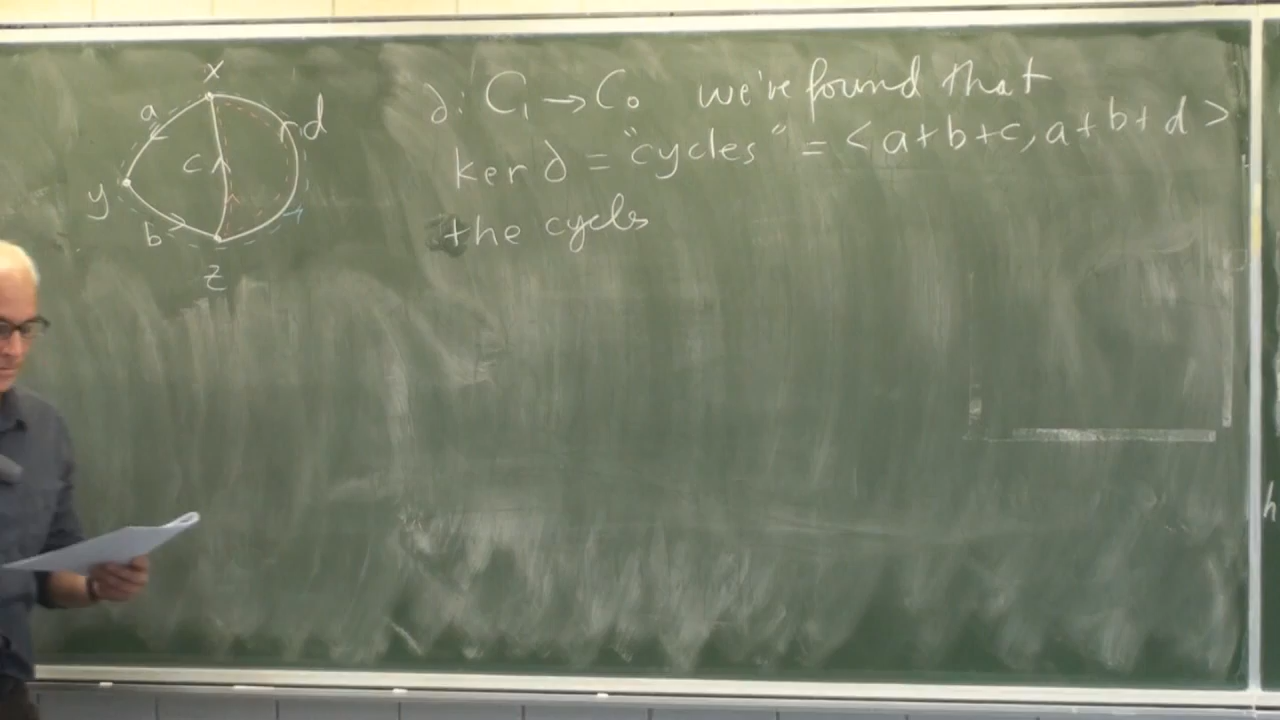 x
a
d
c
y
b
z
∂: C₁ → C₀ we've found that
ker ∂ = "cycles" = <a+b+c, a+b+d>
the cycles
h